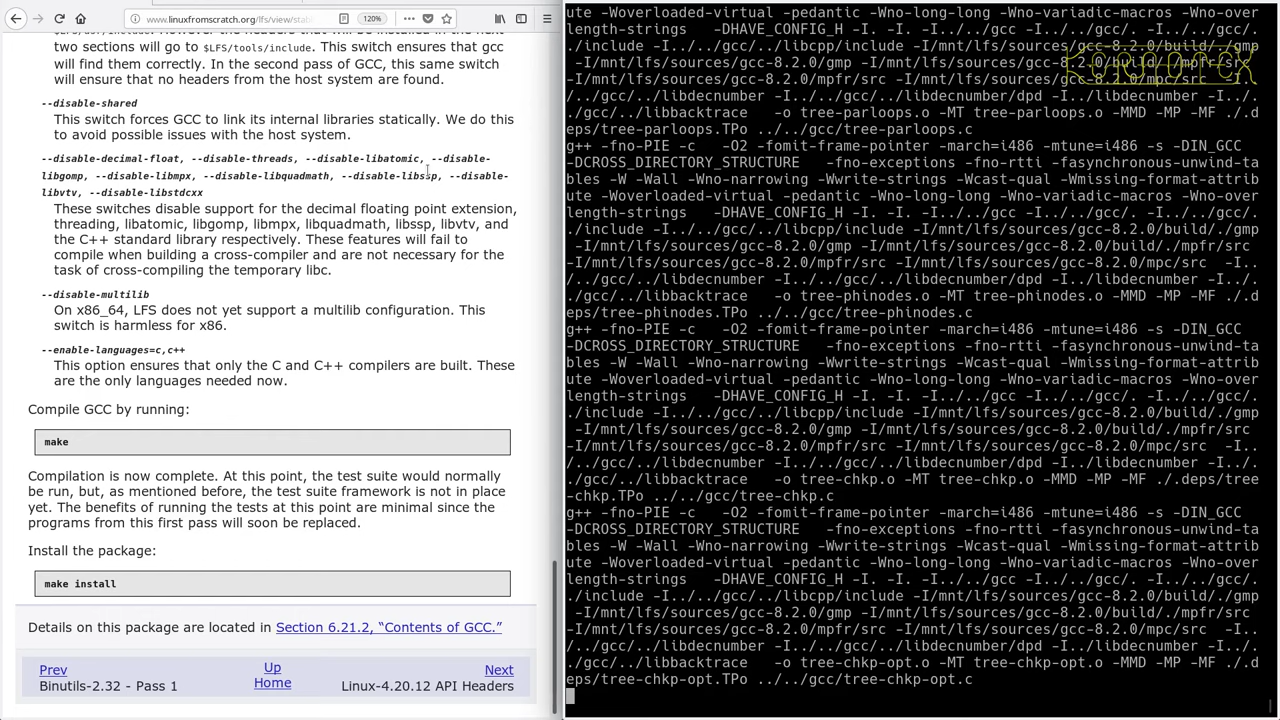 www.linuxfromscratch.org/lfs/view/stab
120%
two sections will go to $LFS/tools/include. This switch ensures that gcc
will find them correctly. In the second pass of GCC, this same switch
will ensure that no headers from the host system are found.
--disable-shared
This switch forces GCC to link its internal libraries statically. We do this
to avoid possible issues with the host system.
--disable-decimal-float, --disable-threads, --disable-libatomic, --disable-
libgomp, --disable-libmpx, --disable-libquadmath, --disable-libssp, --disable-
libvtv, --disable-libstdcxx
These switches disable support for the decimal floating point extension,
threading, libatomic, libgomp, libmpx, libquadmath, libssp, libvtv, and
the C++ standard library respectively. These features will fail to
compile when building a cross-compiler and are not necessary for the
task of cross-compiling the temporary libc.
--disable-multilib
On x86_64, LFS does not yet support a multilib configuration. This
switch is harmless for x86.
--enable-languages=c,c++
This option ensures that only the C and C++ compilers are built. These
are the only languages needed now.
Compile GCC by running:
make
Compilation is now complete. At this point, the test suite would normally
be run, but, as mentioned before, the test suite framework is not in place
yet. The benefits of running the tests at this point are minimal since the
programs from this first pass will soon be replaced.
Install the package:
make install
Details on this package are located in Section 6.21.2, “Contents of GCC.”
Prev
Up
Next
Binutils-2.32 - Pass 1
Home
Linux-4.20.12 API Headers
ute -Woverloaded-virtual -pedantic -Wno-long-long -Wno-variadic-macros -Wno-over
length-strings   -DHAVE_CONFIG_H -I. -I. -I../../gcc -I../../gcc/. -I../../gcc/.
./include -I../../gcc/../libcpp/include -I/mnt/lfs/sources/gcc-8.2.0/build/./gmp
 -I/mnt/lfs/sources/gcc-8.2.0/gmp -I/mnt/lfs/sources/gcc-8.2.0/mpfr/src
 -I/mnt/lfs/sources/gcc-8.2.0/mpfr/src -I/mnt/lfs/sources/gcc-8.2.0/mpc/src  -I..
/../gcc/../libdecnumber -I../../gcc/../libdecnumber/dpd -I../libdecnumber -I../.
./gcc/../libbacktrace   -o tree-parloops.o -MT tree-parloops.o -MMD -MP -MF ./.d
eps/tree-parloops.TPo ../../gcc/tree-parloops.c
g++ -fno-PIE -c   -O2 -fomit-frame-pointer -march=i486 -mtune=i486 -s -DIN_GCC
-DCROSS_DIRECTORY_STRUCTURE   -fno-exceptions -fno-rtti -fasynchronous-unwind-ta
bles -W -Wall -Wno-narrowing -Wwrite-strings -Wcast-qual -Wmissing-format-attrib
ute -Woverloaded-virtual -pedantic -Wno-long-long -Wno-variadic-macros -Wno-over
length-strings   -DHAVE_CONFIG_H -I. -I. -I../../gcc -I../../gcc/. -I../../gcc/.
./include -I../../gcc/../libcpp/include -I/mnt/lfs/sources/gcc-8.2.0/build/./gmp
 -I/mnt/lfs/sources/gcc-8.2.0/gmp -I/mnt/lfs/sources/gcc-8.2.0/build/./mpfr/src
 -I/mnt/lfs/sources/gcc-8.2.0/mpfr/src -I/mnt/lfs/sources/gcc-8.2.0/mpc/src  -I..
/../gcc/../libdecnumber -I../../gcc/../libdecnumber/dpd -I../libdecnumber -I../.
./gcc/../libbacktrace   -o tree-phinodes.o -MT tree-phinodes.o -MMD -MP -MF ./.d
eps/tree-phinodes.TPo ../../gcc/tree-phinodes.c
g++ -fno-PIE -c   -O2 -fomit-frame-pointer -march=i486 -mtune=i486 -s -DIN_GCC
-DCROSS_DIRECTORY_STRUCTURE   -fno-exceptions -fno-rtti -fasynchronous-unwind-ta
bles -W -Wall -Wno-narrowing -Wwrite-strings -Wcast-qual -Wmissing-format-attrib
ute -Woverloaded-virtual -pedantic -Wno-long-long -Wno-variadic-macros -Wno-over
length-strings   -DHAVE_CONFIG_H -I. -I. -I../../gcc -I../../gcc/. -I../../gcc/.
./include -I../../gcc/../libcpp/include -I/mnt/lfs/sources/gcc-8.2.0/build/./gmp
 -I/mnt/lfs/sources/gcc-8.2.0/gmp -I/mnt/lfs/sources/gcc-8.2.0/build/./mpfr/src
 -I/mnt/lfs/sources/gcc-8.2.0/mpfr/src -I/mnt/lfs/sources/gcc-8.2.0/mpc/src  -I..
/../gcc/../libdecnumber -I../../gcc/../libdecnumber/dpd -I../libdecnumber -I../.
./gcc/../libbacktrace   -o tree-chkp.o -MT tree-chkp.o -MMD -MP -MF ./.deps/tree
-chkp.TPo ../../gcc/tree-chkp.c
g++ -fno-PIE -c   -O2 -fomit-frame-pointer -march=i486 -mtune=i486 -s -DIN_GCC
-DCROSS_DIRECTORY_STRUCTURE   -fno-exceptions -fno-rtti -fasynchronous-unwind-ta
bles -W -Wall -Wno-narrowing -Wwrite-strings -Wcast-qual -Wmissing-format-attrib
ute -Woverloaded-virtual -pedantic -Wno-long-long -Wno-variadic-macros -Wno-over
length-strings   -DHAVE_CONFIG_H -I. -I. -I../../gcc -I../../gcc/. -I../../gcc/.
./include -I../../gcc/../libcpp/include -I/mnt/lfs/sources/gcc-8.2.0/build/./gmp
 -I/mnt/lfs/sources/gcc-8.2.0/gmp -I/mnt/lfs/sources/gcc-8.2.0/build/./mpfr/src
 -I/mnt/lfs/sources/gcc-8.2.0/mpfr/src -I/mnt/lfs/sources/gcc-8.2.0/mpc/src  -I..
/../gcc/../libdecnumber -I../../gcc/../libdecnumber/dpd -I../libdecnumber -I../.
./gcc/../libbacktrace   -o tree-chkp-opt.o -MT tree-chkp-opt.o -MMD -MP -MF ./.d
eps/tree-chkp-opt.TPo ../../gcc/tree-chkp-opt.c